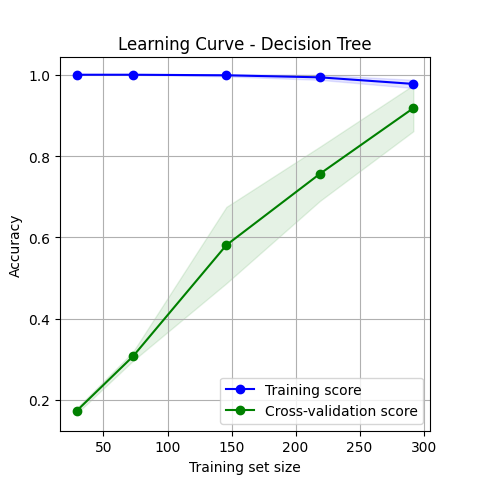 Learning Curve - Decision Tree
Accuracy
1.0
0.8
0.6
0.4
0.2
Training score
Cross-validation score
50 100 150 200 250 300
Training set size